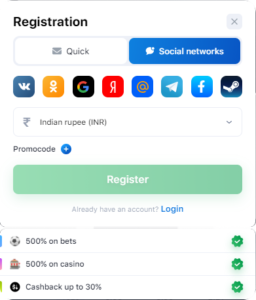 Registration
Quick
Social networks
₹ Indian rupee (INR)
Promocode
Register
Already have an account? Login
500% on bets
500% on casino
Cashback up to 30%